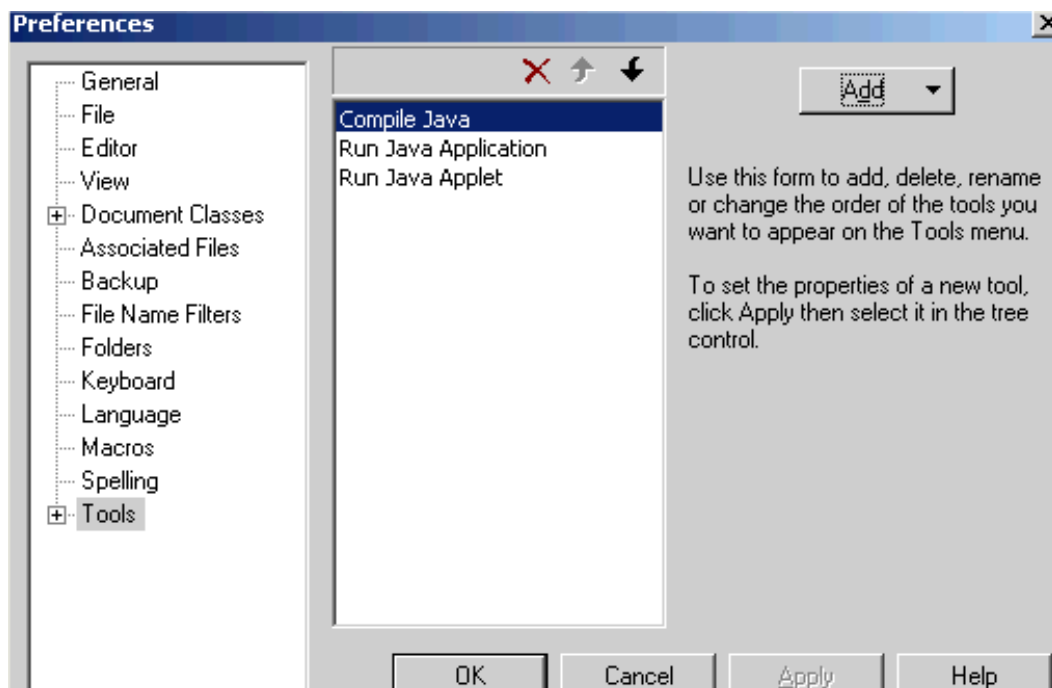 Preferences
General
File
Editor
View
Document Classes
Associated Files
Backup
File Name Filters
Folders
Keyboard
Language
Macros
Spelling
Tools
Compile Java
Run Java Application
Run Java Applet
Add
Use this form to add, delete, rename
or change the order of the tools you
want to appear on the Tools menu.
To set the properties of a new tool,
click Apply then select it in the tree
control.
OK
Cancel
Apply
Help